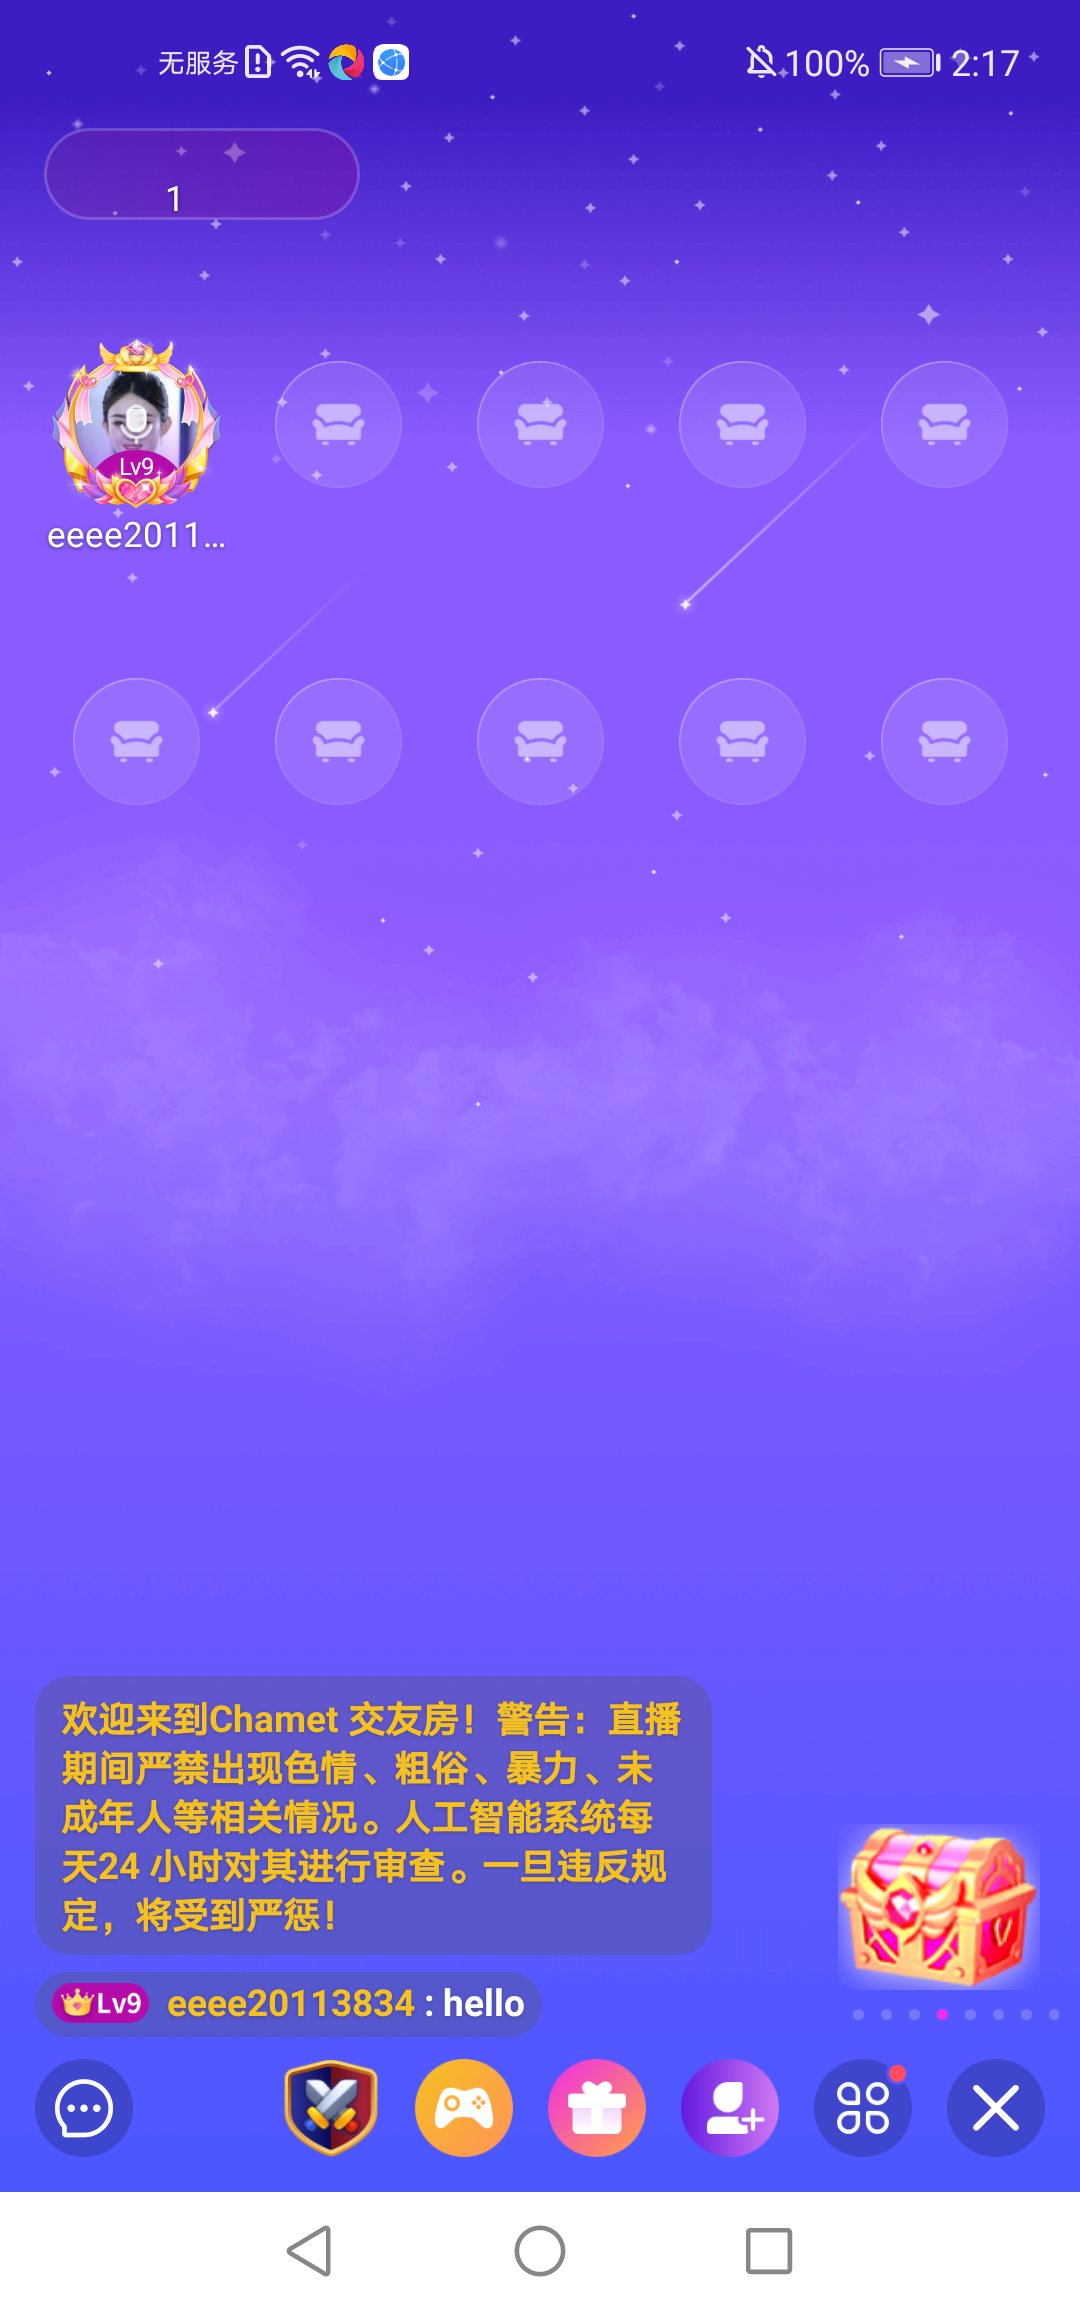 无服务 100% 2:17
1
Lv9
eeee2011...
欢迎来到Chamet 交友房！警告：直播
期间严禁出现色情、粗俗、暴力、未
成年人等相关情况。人工智能系统每
天24 小时对其进行审查。一旦违反规
定，将受到严惩！
Lv9 eeee20113834 : hello